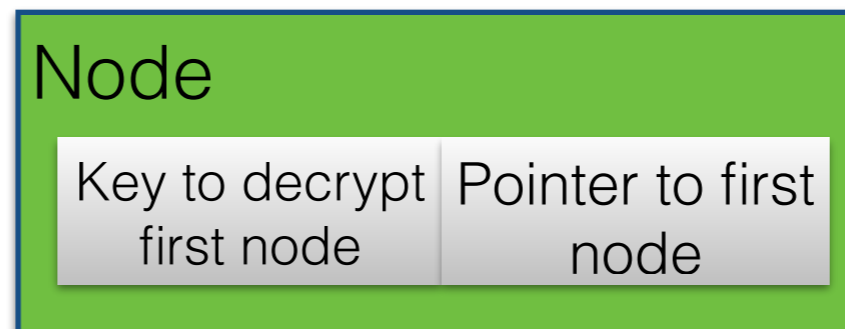 Node
Key to decrypt
first node
Pointer to first
node